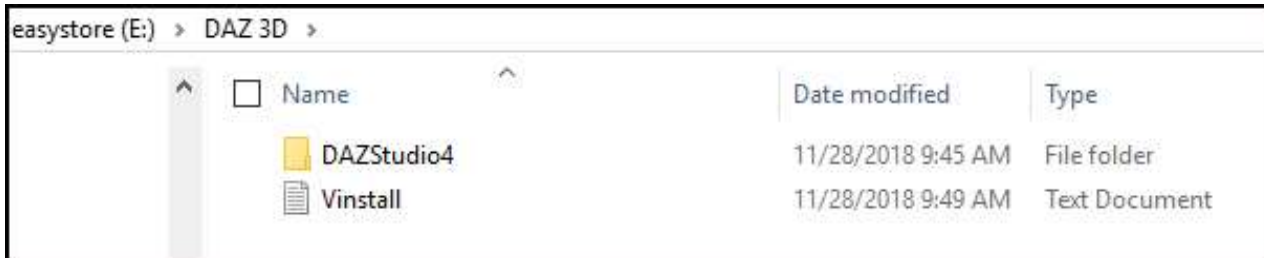 easystore (E:) > DAZ 3D >
Name Date modified Type
DAZStudio4 11/28/2018 9:45 AM File folder
Vinstall 11/28/2018 9:49 AM Text Document